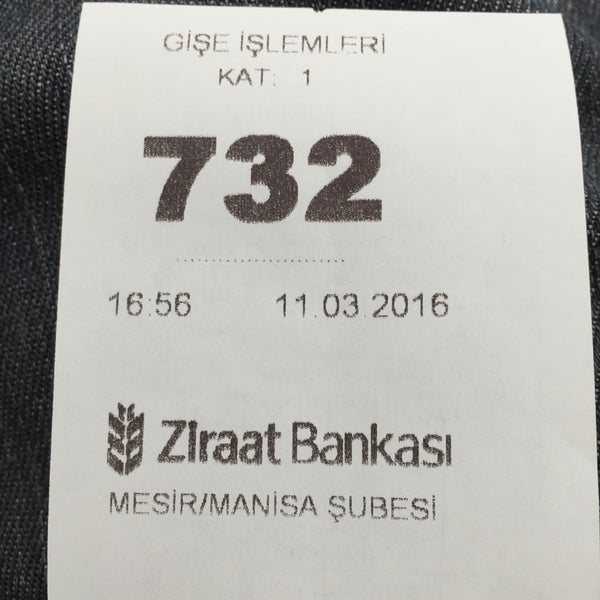 GİŞE İŞLEMLERİ
KAT: 1
732
16:56 11.03.2016
Ziraat Bankası
MESİR/MANİSA ŞUBESİ